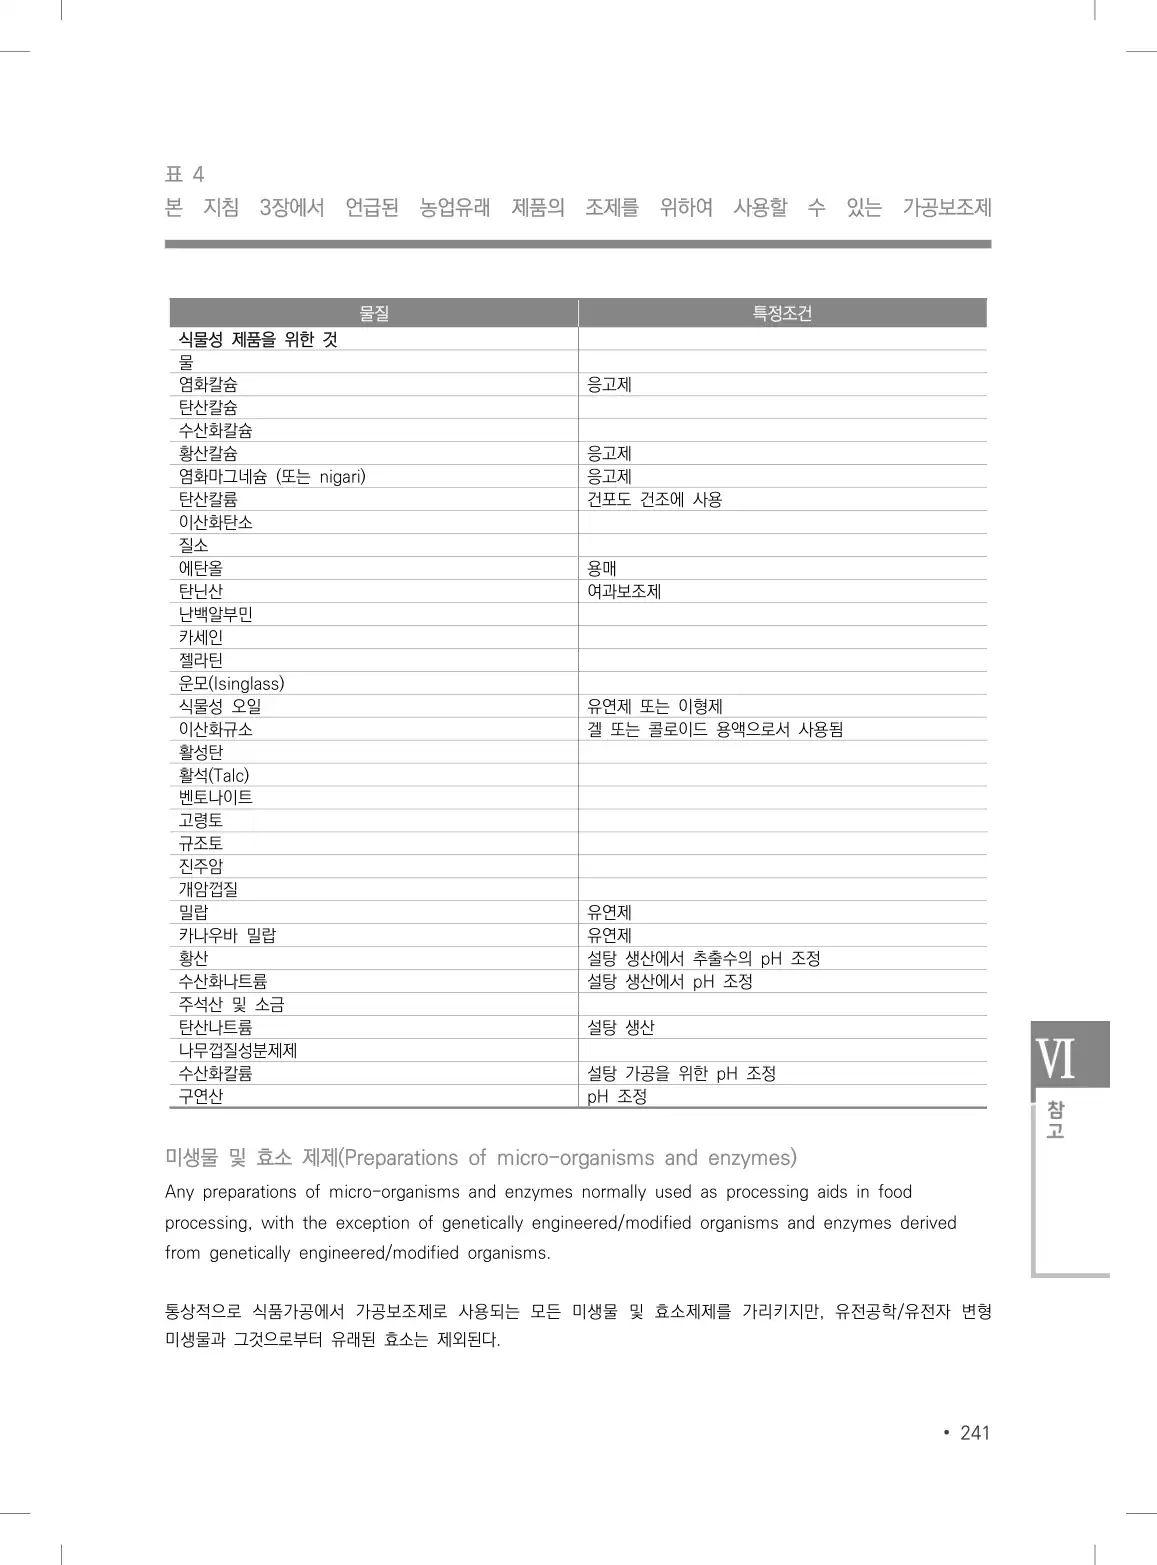 표 4
본 지침 3장에서 언급된 농업유래 제품의 조제를 위하여 사용할 수 있는 가공보조제
물질 특정조건
식물성 제품을 위한 것
물
염화칼슘 응고제
탄산칼슘
수산화칼슘
황산칼슘 응고제
염화마그네슘 (또는 nigari) 응고제
탄산칼륨 건포도 건조에 사용
이산화탄소
질소
에탄올 용매
탄닌산 여과보조제
난백알부민
카세인
젤라틴
운모(Isinglass)
식물성 오일 유연제 또는 이형제
이산화규소 겔 또는 콜로이드 용액으로서 사용됨
활성탄
활석(Talc)
벤토나이트
고령토
규조토
진주암
개암껍질
밀랍 유연제
카나우바 밀랍 유연제
황산 설탕 생산에서 추출수의 pH 조정
수산화나트륨 설탕 생산에서 pH 조정
주석산 및 소금
탄산나트륨 설탕 생산
나무껍질성분제제
수산화칼륨 설탕 가공을 위한 pH 조정
구연산 pH 조정
미생물 및 효소 제제(Preparations of micro-organisms and enzymes)
Any preparations of micro-organisms and enzymes normally used as processing aids in food
processing, with the exception of genetically engineered/modified organisms and enzymes derived
from genetically engineered/modified organisms.
통상적으로 식품가공에서 가공보조제로 사용되는 모든 미생물 및 효소제제를 가리키지만, 유전공학/유전자 변형
미생물과 그것으로부터 유래된 효소는 제외된다.
Ⅵ
참고
• 241